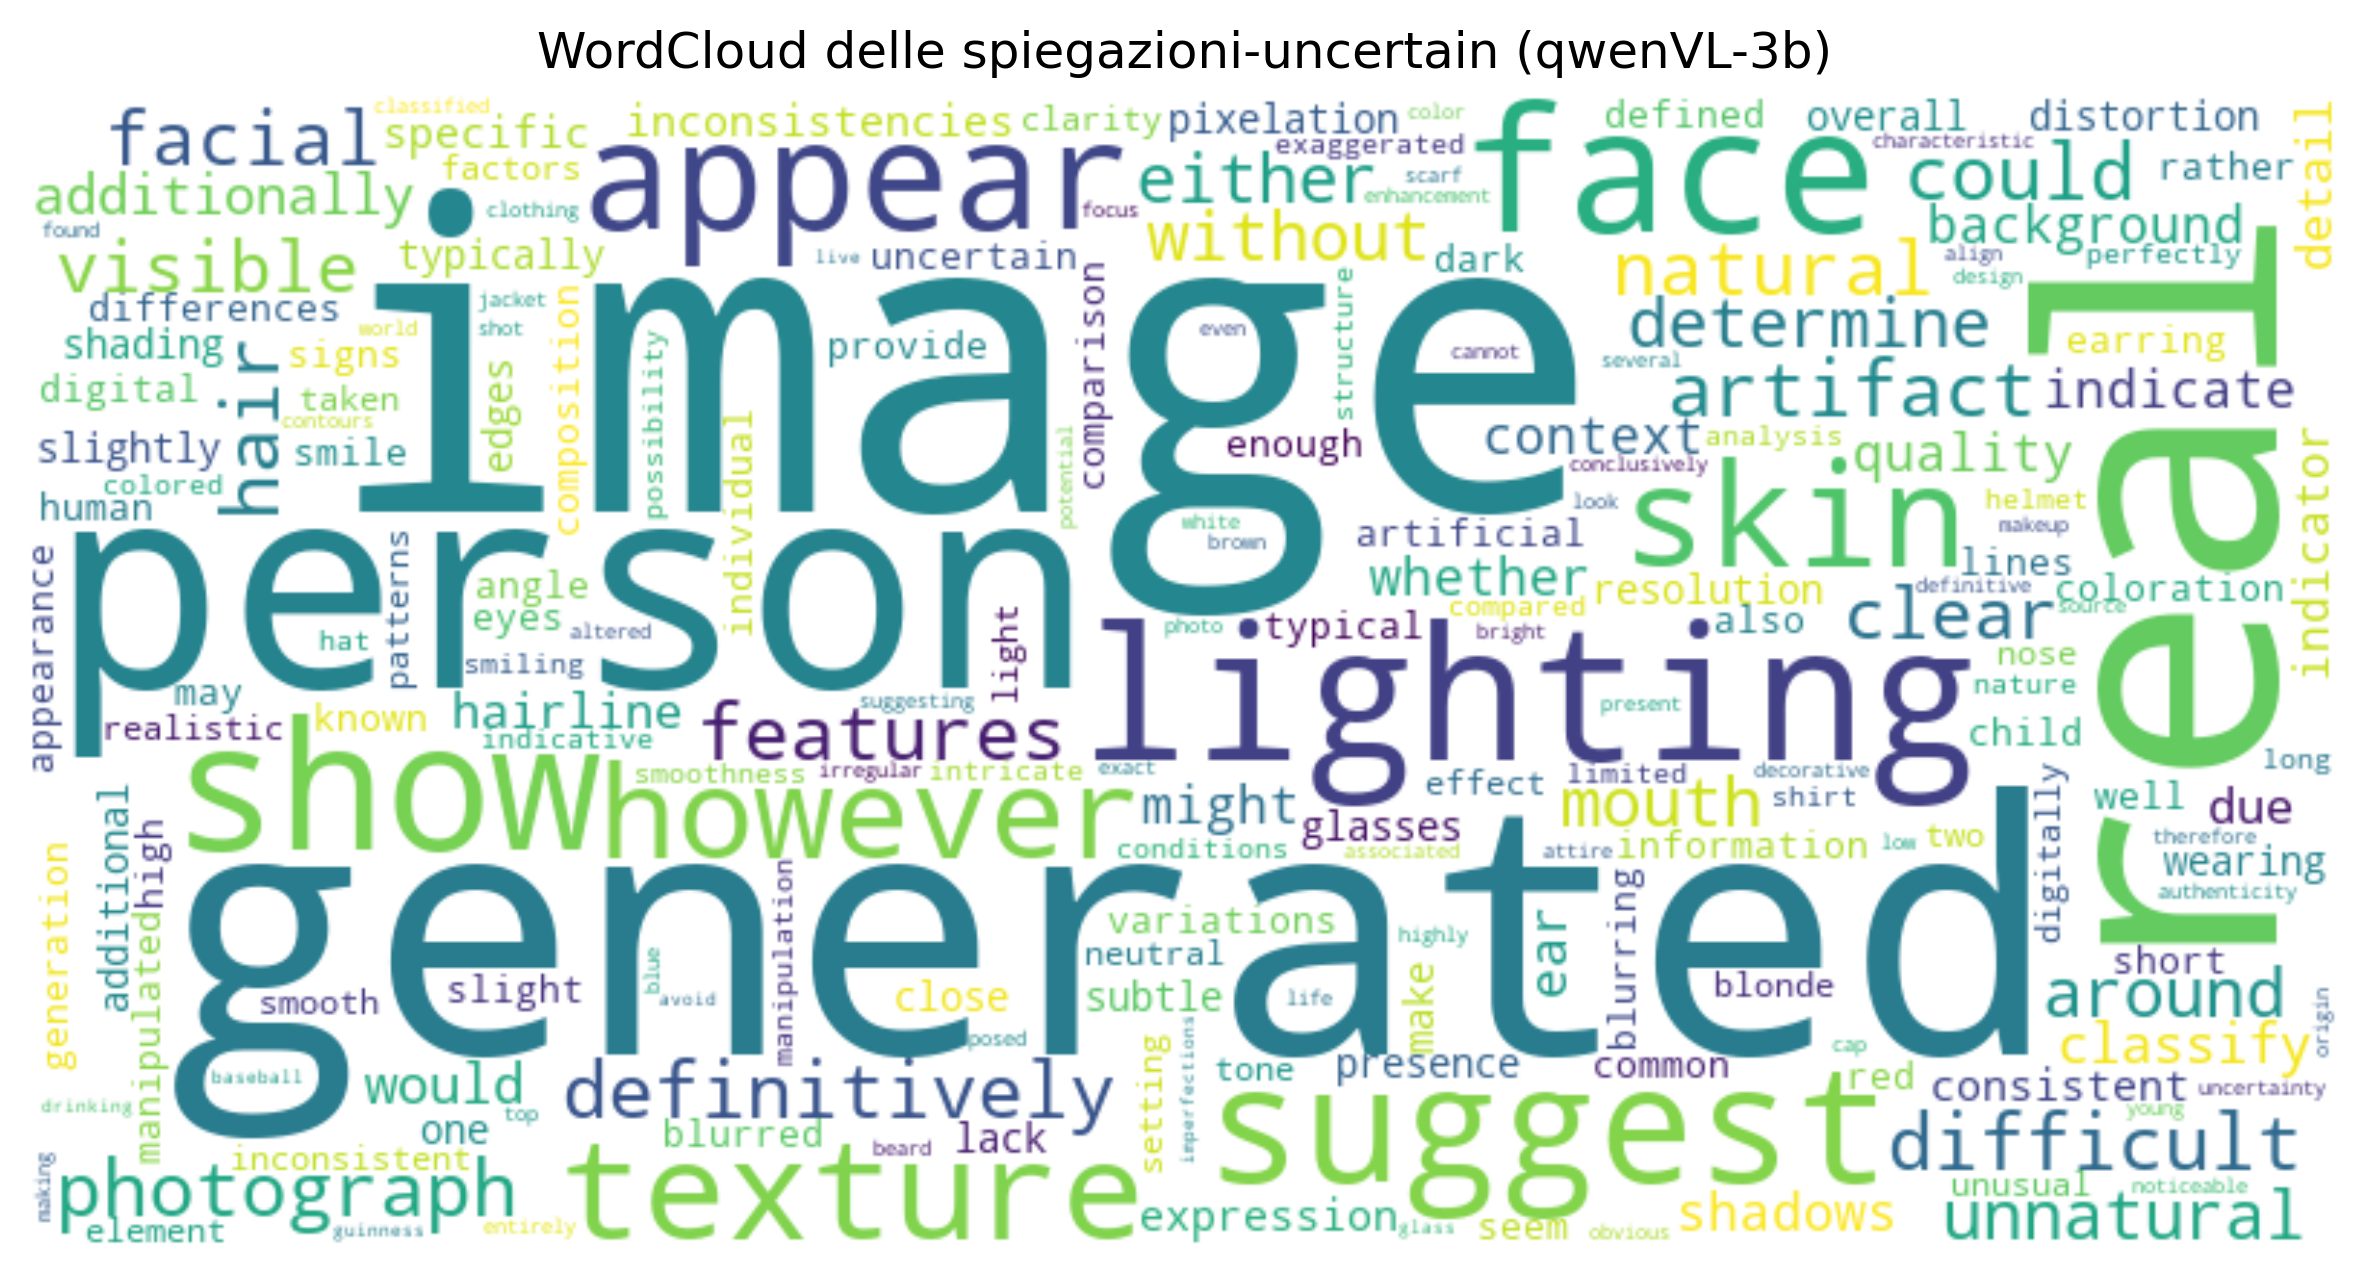 WordCloud delle spiegazioni-uncertain (qwenVL-3b)
classified
facial
specific
inconsistencies
clarity
pixelation
color
face
defined
overall
distortion
factors
appear
exaggerated
characteristic
detail
additionally
clothing
focus
either
scarf
enhancement
could
rather
found
visible
typically
live
uncertain
without
dark
natural
background
align
perfectly
design
differences
jacket
image
comparison
structure
determine
real
shading
world
shot
signs
hair
composition
possibility
provide
even
cannot
several
earring
digital
taken
contours
edges
individual
artifact
indicate
slightly
smile
potential
enough
context
analysis
conclusively
quality
indicator
colored
human
look
skin
helmet
makeup
person
white
brown
artificial
lines
appearance
patterns
angle
eyes
whether
resolution
definitive
coloration
source
hat
altered
smiling
light
photo
typical
compared
bright
also
clear
nose
nature
may
realistic
known
hairline
indicative
suggesting
features
lighting
present
child
long
show
however
smoothness
irregular
intricate
exact
effect
limited
decorative
shirt
might
mouth
digitally
well
due
additional
high
glasses
conditions
associated
attire
information
low
two
therefore
wearing
authenticity
generation
manipulated
generated
manipulation
variations
neutral
highly
ear
blurring
blonde
short
smooth
slight
blue
avoid
close
subtle
life
make
around
posed
imperfections
setting
classify
origin
baseball
would
definitively
tone
presence
common
cap
red
consistent
uncertainty
drinking
one
top
blurred
beard
lack
suggest
young
difficult
making
photograph
inconsistent
texture
unusual
noticeable
element
guinness
entirely
expression
glass
seem
obvious
shadows
unnatural